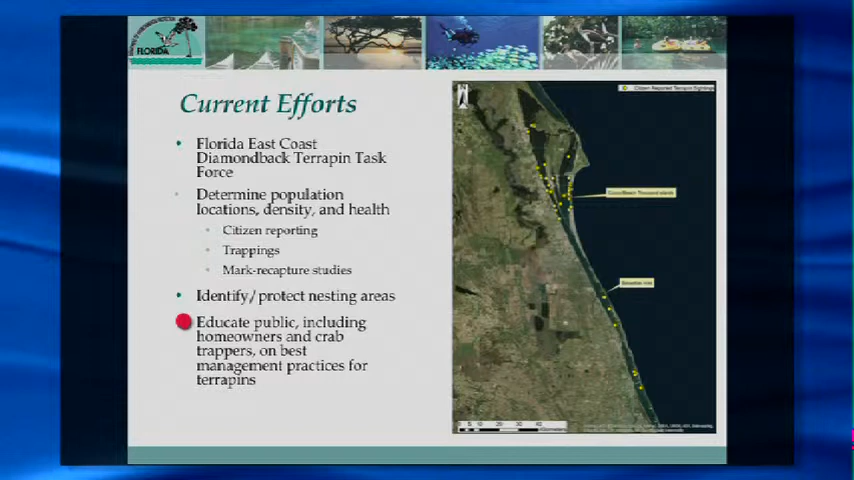 FLORIDA
Current Efforts
Florida East Coast
Diamondback Terrapin Task
Force
Determine population
locations, density, and health
Citizen reporting
Trappings
Mark-recapture studies
Identify/protect nesting areas
Educate public, including
homeowners and crab
trappers, on best
management practices for
terrapins
Citizen Reported Terrapin Sightings